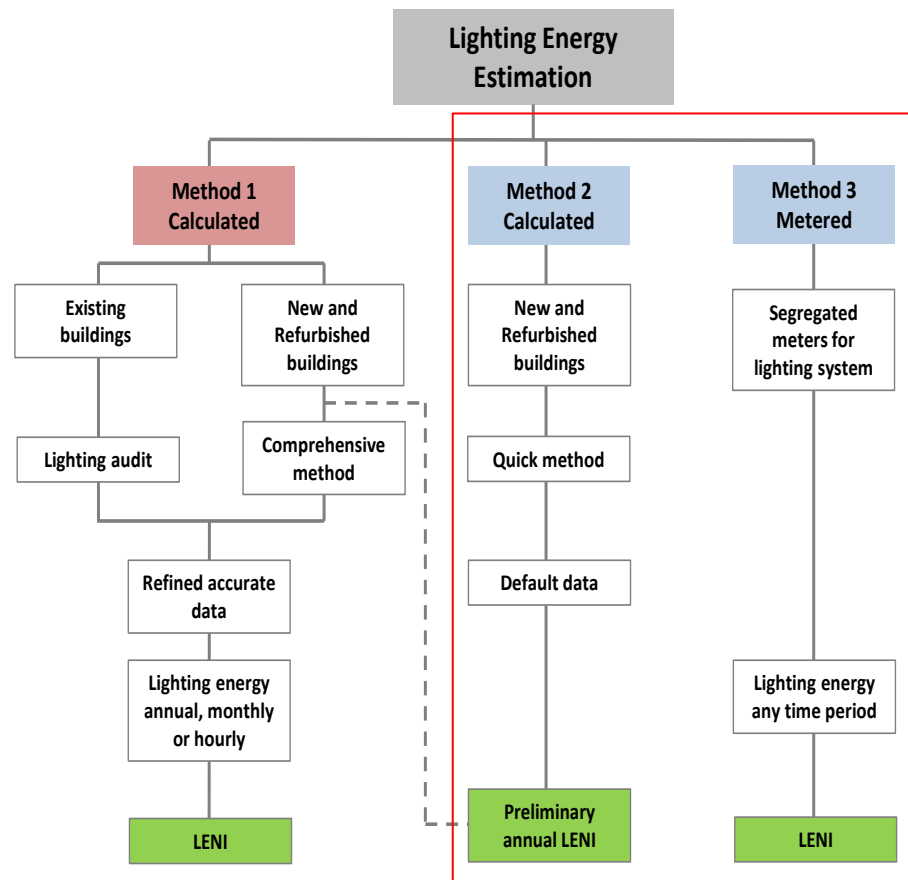 Lighting Energy
Estimation
Method 1
Calculated
Method 2
Calculated
Method 3
Metered
Existing
buildings
New and
Refurbished
buildings
New and
Refurbished
buildings
Segregated
meters for
lighting system
Lighting audit
Comprehensive
method
Quick method
Refined accurate
data
Default data
Lighting energy
annual, monthly
or hourly
Lighting energy
any time period
LENI
Preliminary
annual LENI
LENI